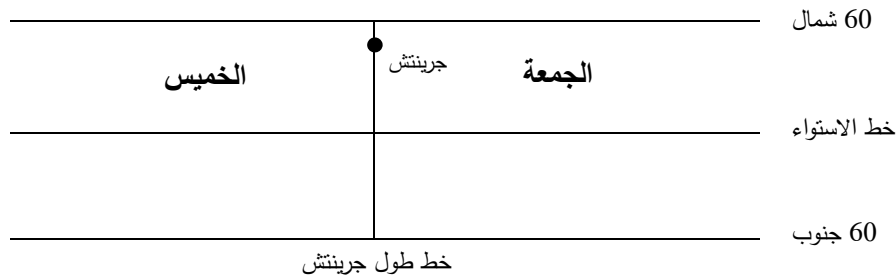 60 شمال
جرينتش
الجمعة
الخميس
خط الاستواء
60 جنوب
خط طول جرينتش